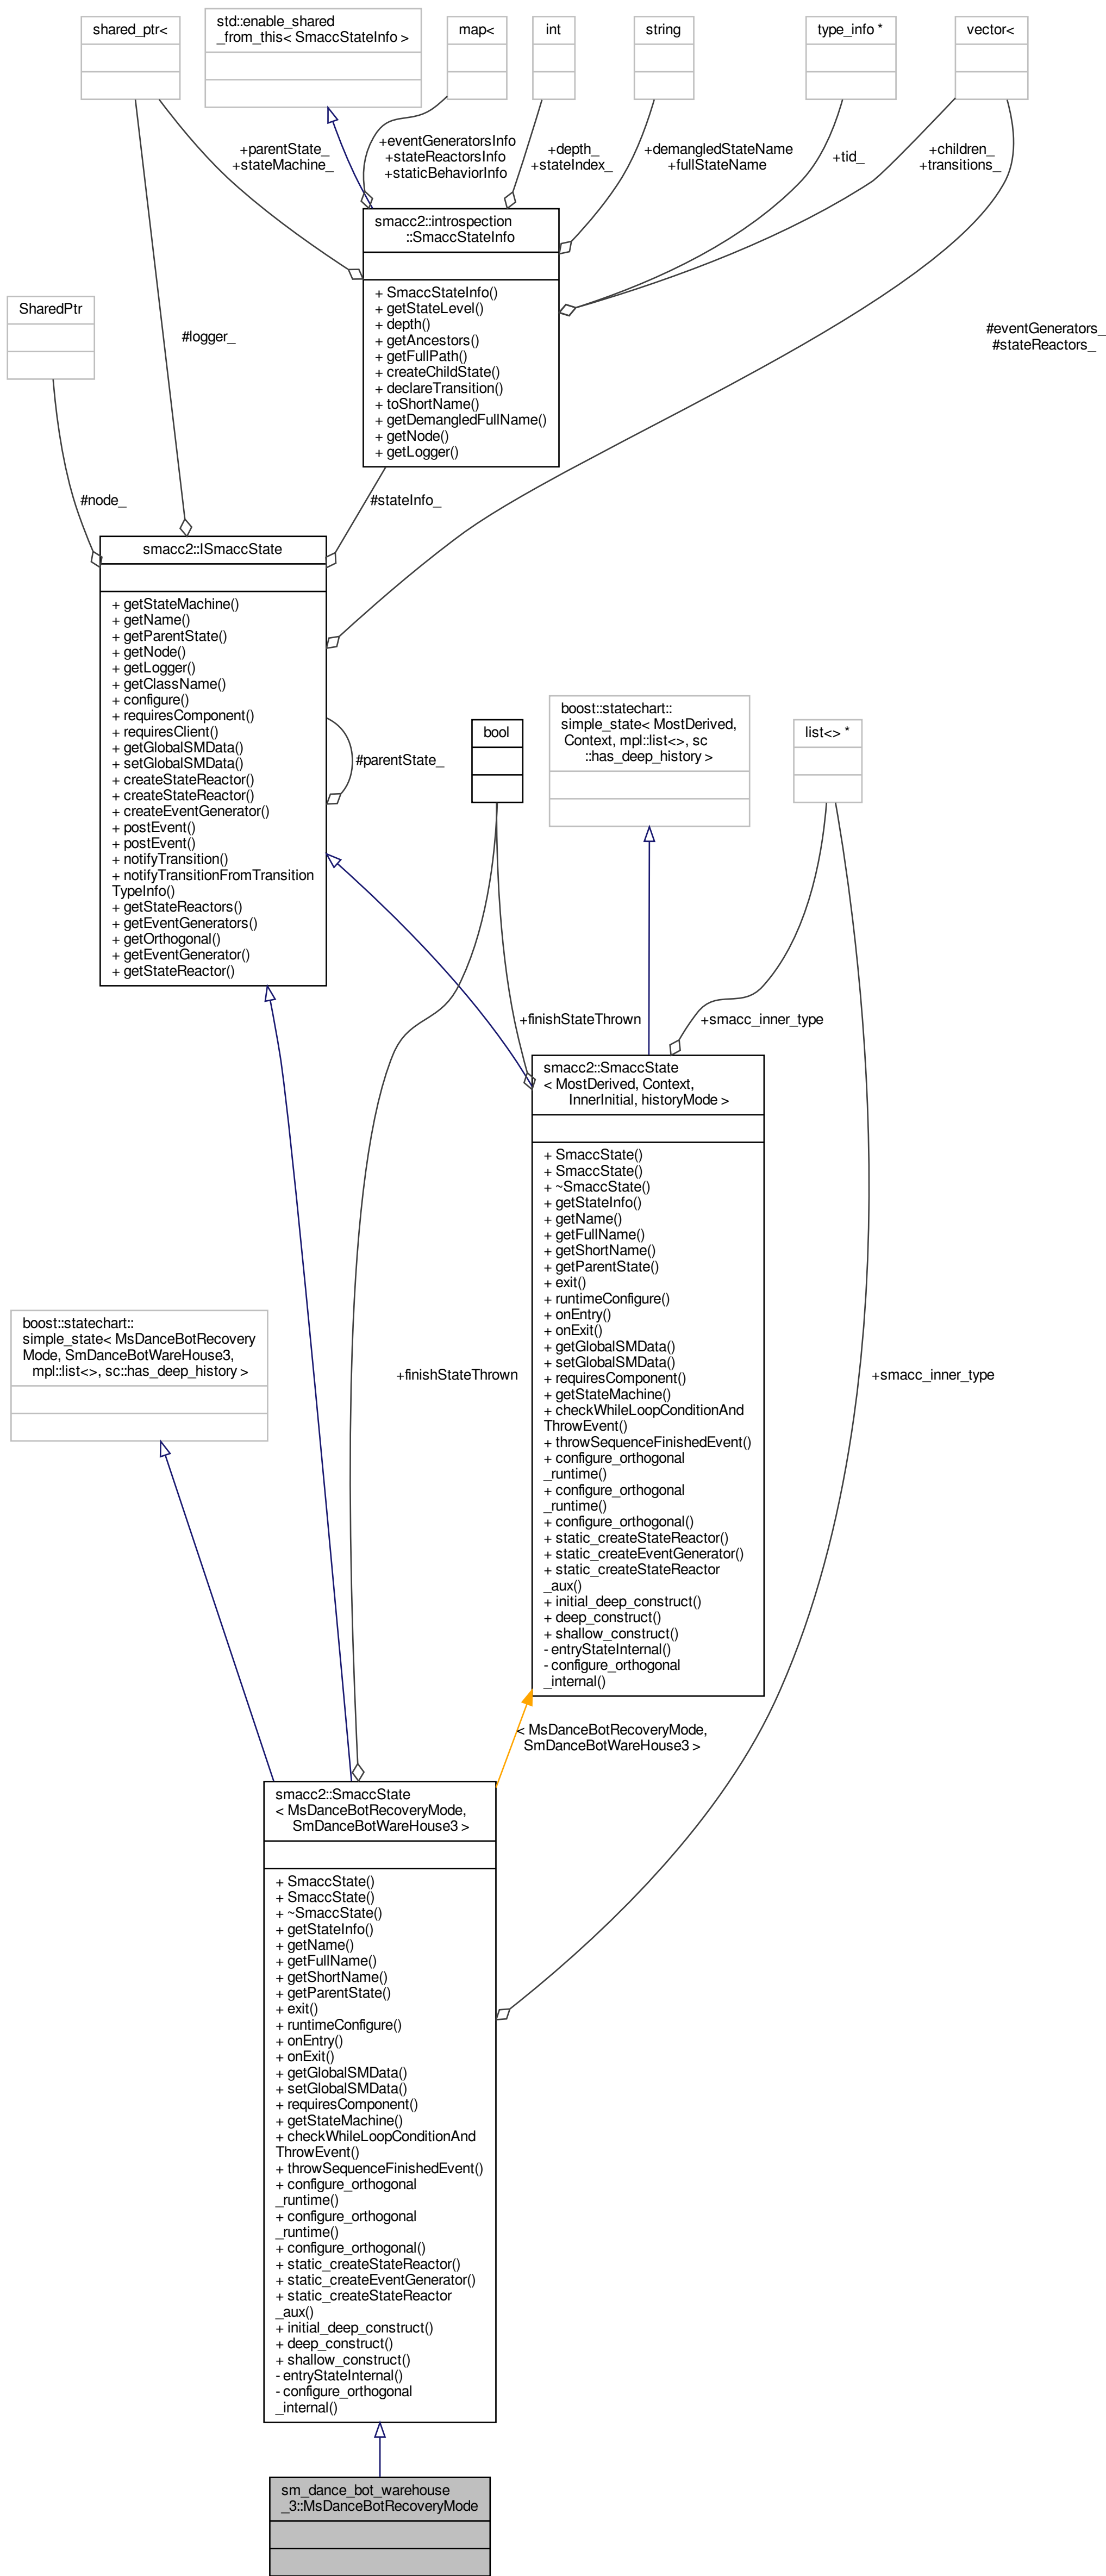 shared_ptr<
std::enable_shared
_from_this< SmaccStateInfo >
map<
int
string
type_info *
vector<
+parentState_
+stateMachine_
+eventGeneratorsInfo
+stateReactorsInfo
+staticBehaviorInfo
+depth_
+stateIndex_
+demangledStateName
+fullStateName
+tid_
+children_
+transitions_
smacc2::introspection
::SmaccStateInfo
+ SmaccStateInfo()
+ getStateLevel()
+ depth()
+ getAncestors()
+ getFullPath()
+ createChildState()
+ declareTransition()
+ toShortName()
+ getDemangledFullName()
+ getNode()
+ getLogger()
SharedPtr
#logger_
#eventGenerators_
#stateReactors_
#node_
#stateInfo_
smacc2::ISmaccState
+ getStateMachine()
+ getName()
+ getParentState()
+ getNode()
+ getLogger()
+ getClassName()
+ configure()
+ requiresComponent()
+ requiresClient()
+ getGlobalSMData()
+ setGlobalSMData()
+ createStateReactor()
+ createStateReactor()
+ createEventGenerator()
+ postEvent()
+ postEvent()
+ notifyTransition()
+ notifyTransitionFromTransition
TypeInfo()
+ getStateReactors()
+ getEventGenerators()
+ getOrthogonal()
+ getEventGenerator()
+ getStateReactor()
#parentState_
bool
boost::statechart::
simple_state< MostDerived,
Context, mpl::list<>, sc
::has_deep_history >
list<> *
+finishStateThrown
+smacc_inner_type
smacc2::SmaccState
< MostDerived, Context,
InnerInitial, historyMode >
+ SmaccState()
+ SmaccState()
+ ~SmaccState()
+ getStateInfo()
+ getName()
+ getFullName()
+ getShortName()
+ getParentState()
+ exit()
+ runtimeConfigure()
+ onEntry()
+ onExit()
+ getGlobalSMData()
+ setGlobalSMData()
+ requiresComponent()
+ getStateMachine()
+ checkWhileLoopConditionAnd
ThrowEvent()
+ throwSequenceFinishedEvent()
+ configure_orthogonal
_runtime()
+ configure_orthogonal
_runtime()
+ configure_orthogonal()
+ static_createStateReactor()
+ static_createEventGenerator()
+ static_createStateReactor
_aux()
+ initial_deep_construct()
+ deep_construct()
+ shallow_construct()
- entryStateInternal()
- configure_orthogonal
_internal()
boost::statechart::
simple_state< MsDanceBotRecovery
Mode, SmDanceBotWareHouse3,
mpl::list<>, sc::has_deep_history >
+finishStateThrown
+smacc_inner_type
< MsDanceBotRecoveryMode,
SmDanceBotWareHouse3 >
smacc2::SmaccState
< MsDanceBotRecoveryMode,
SmDanceBotWareHouse3 >
+ SmaccState()
+ SmaccState()
+ ~SmaccState()
+ getStateInfo()
+ getName()
+ getFullName()
+ getShortName()
+ getParentState()
+ exit()
+ runtimeConfigure()
+ onEntry()
+ onExit()
+ getGlobalSMData()
+ setGlobalSMData()
+ requiresComponent()
+ getStateMachine()
+ checkWhileLoopConditionAnd
ThrowEvent()
+ throwSequenceFinishedEvent()
+ configure_orthogonal
_runtime()
+ configure_orthogonal
_runtime()
+ configure_orthogonal()
+ static_createStateReactor()
+ static_createEventGenerator()
+ static_createStateReactor
_aux()
+ initial_deep_construct()
+ deep_construct()
+ shallow_construct()
- entryStateInternal()
- configure_orthogonal
_internal()
sm_dance_bot_warehouse
_3::MsDanceBotRecoveryMode